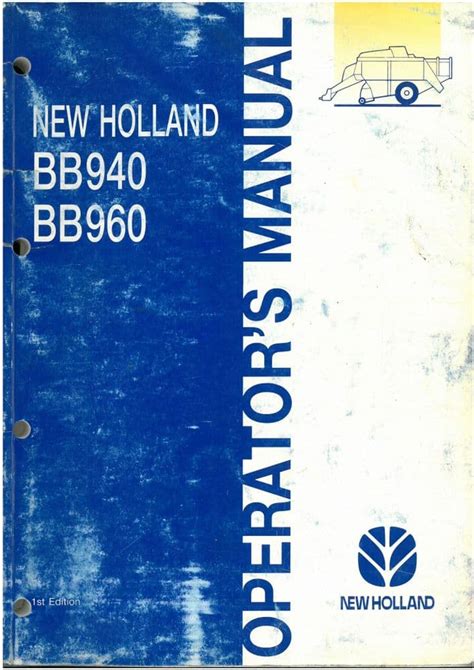 NEW HOLLAND
BB940
BB960
OPERATOR'S MANUAL
1st Edition
NEW HOLLAND